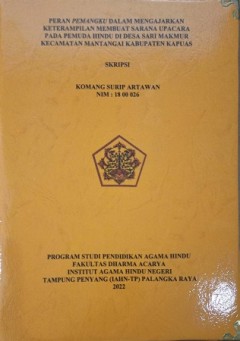 PERAN PEMANGKU DALAM MENGAJARKAN
KETERAMPILAN MEMBUAT SARANA UPACARA
PADA PEMUDA HINDU DI DESA SARI MAKMUR
KECAMATAN MANTANGAI KABUPATEN KAPUAS
SKRIPSI
KOMANG SURIF ARTAWAN
NIM : 18 00 026
PROGRAM STUDI PENDIDIKAN AGAMA HINDU
FAKULTAS DHARMA ACARYA
INSTITUT AGAMA HINDU NEGERI
TAMPUNG PENYANG (IAHN-TP) PALANGKA RAYA
2022